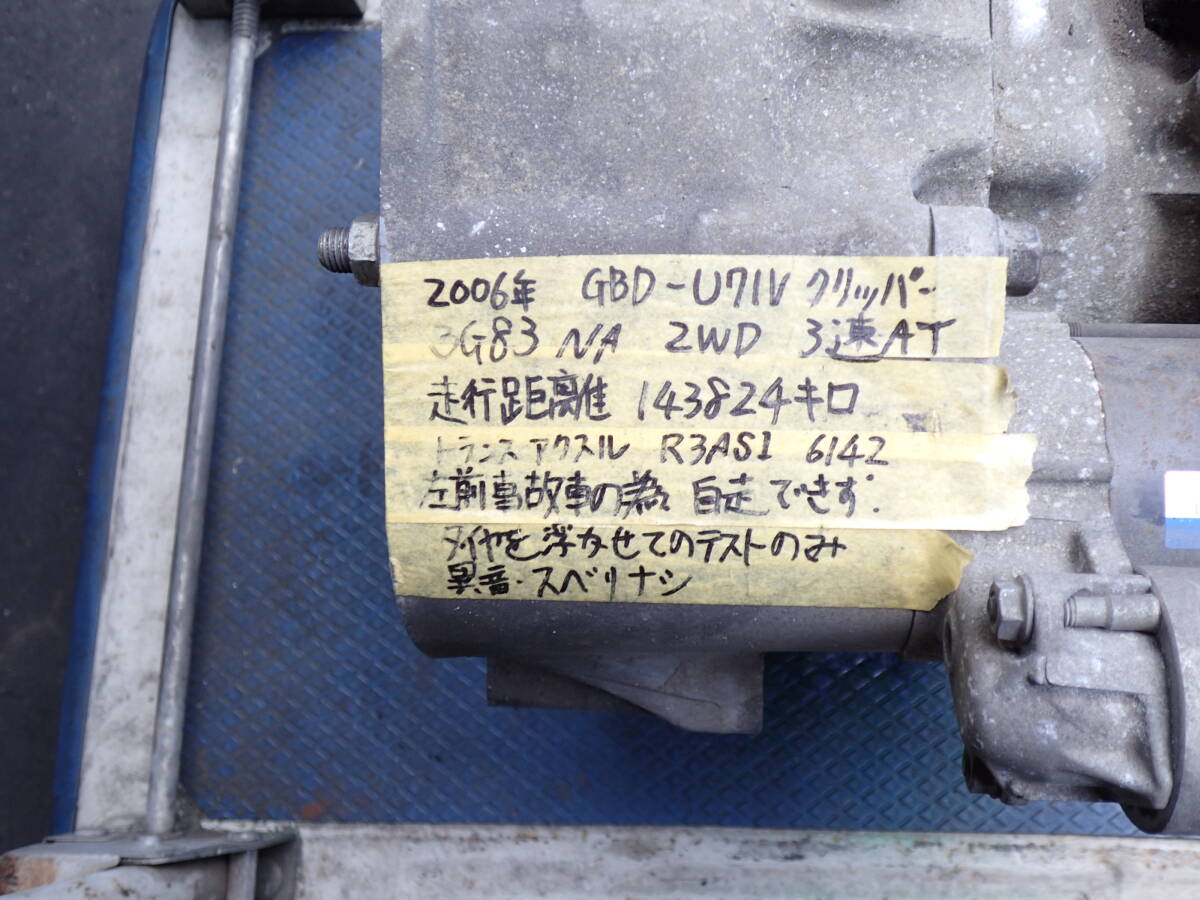 2006年 GBD-U71V クリッパー
3G83 NA 2WD 3速AT
走行距離 143824キロ
トランスアクスル R3AS1 6142
左前事故車の為 自走できず.
タイヤを浮かせてのテストのみ
異音・スベリナシ